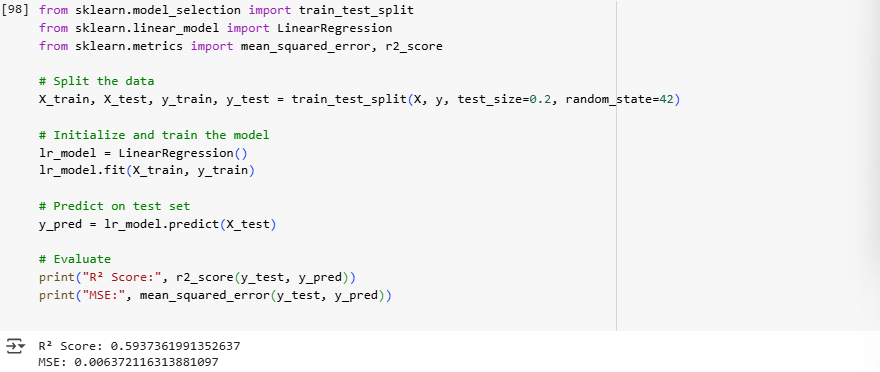 [98] from sklearn.model_selection import train_test_split
from sklearn.linear_model import LinearRegression
from sklearn.metrics import mean_squared_error, r2_score
# Split the data
X_train, X_test, y_train, y_test = train_test_split(X, y, test_size=0.2, random_state=42)
# Initialize and train the model
lr_model = LinearRegression()
lr_model.fit(X_train, y_train)
# Predict on test set
y_pred = lr_model.predict(X_test)
# Evaluate
print("R² Score:", r2_score(y_test, y_pred))
print("MSE:", mean_squared_error(y_test, y_pred))
R² Score: 0.5937361991352637
MSE: 0.006372116313881097